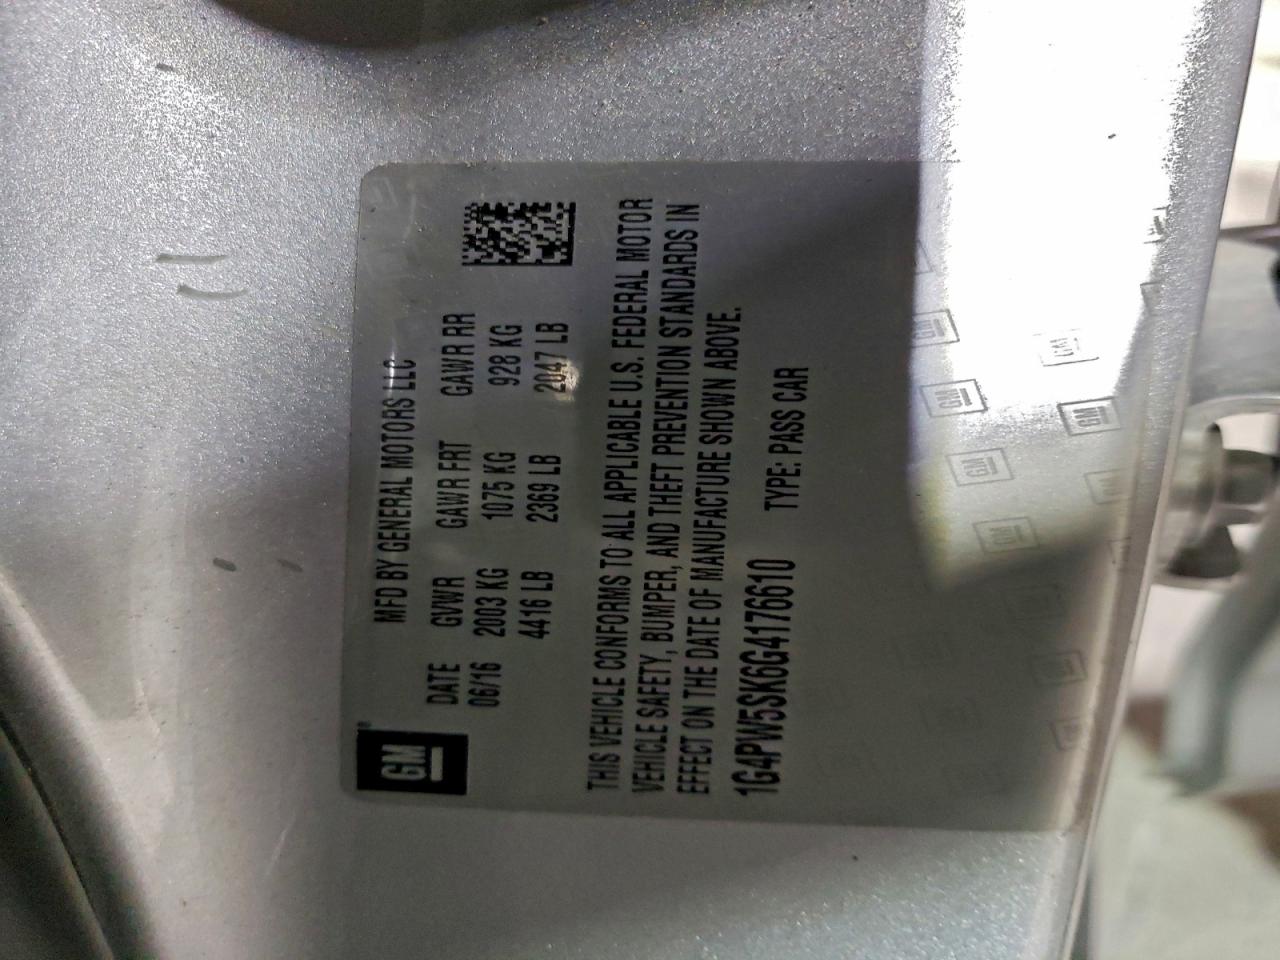 GM
MFD BY GENERAL MOTORS LLC
DATE GVWR GAWR FRT GAWR RR
06/16 2003 KG 1075 KG 928 KG
4416 LB 2369 LB 2047 LB
THIS VEHICLE CONFORMS TO ALL APPLICABLE U.S. FEDERAL MOTOR
VEHICLE SAFETY, BUMPER, AND THEFT PREVENTION STANDARDS IN
EFFECT ON THE DATE OF MANUFACTURE SHOWN ABOVE.
1G4PW5SK6G4176610 TYPE: PASS CAR